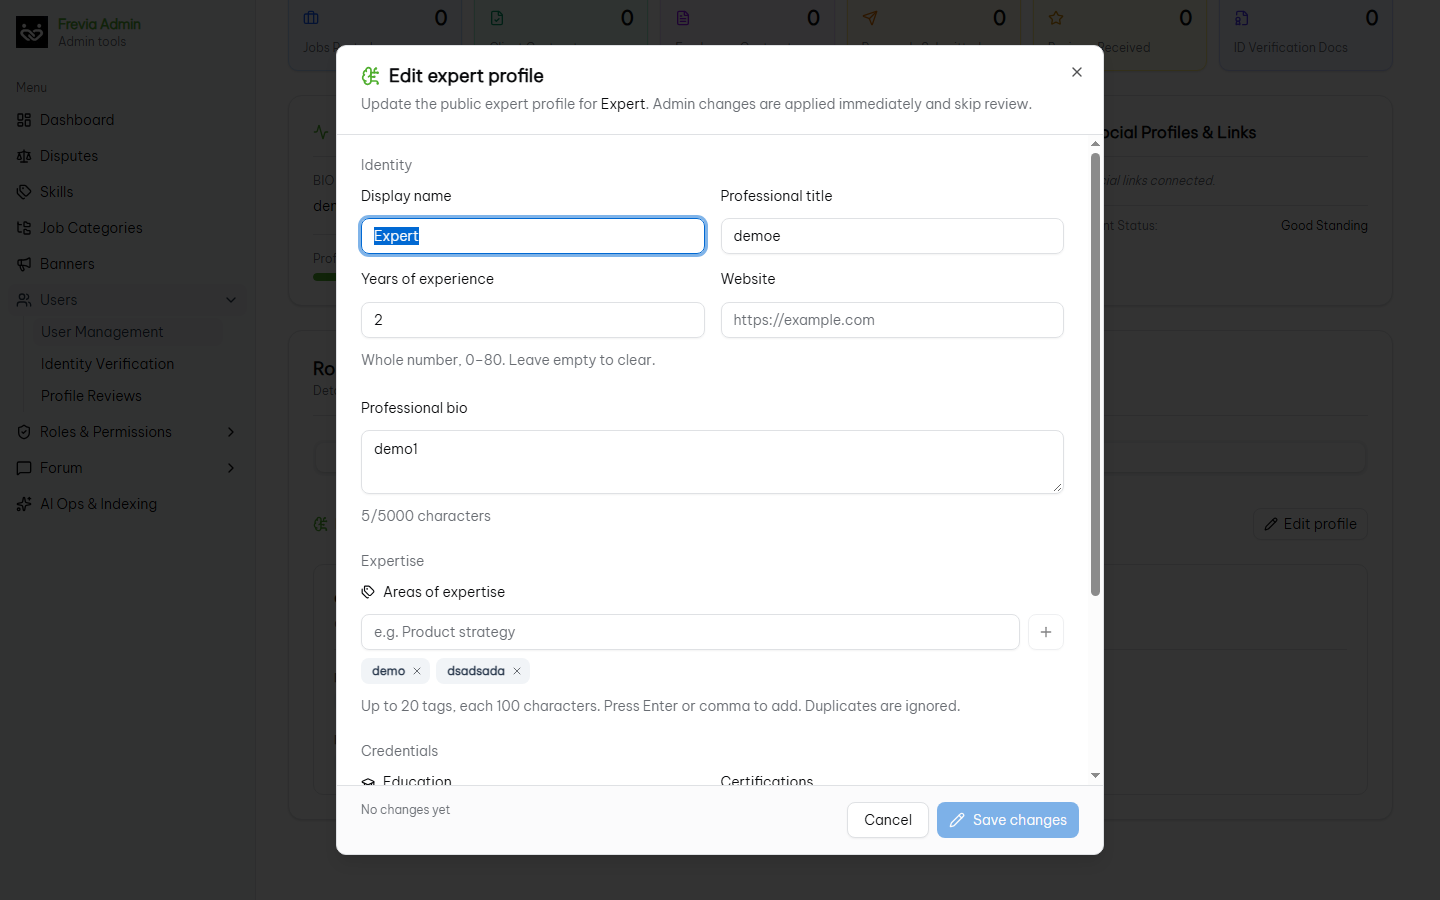 Frevia Admin
Admin tools
Menu
Dashboard
Disputes
Skills
Job Categories
Banners
Users
User Management
Identity Verification
Profile Reviews
Roles & Permissions
Forum
AI Ops & Indexing
0
0
0
0
0
0
Received
ID Verification Docs
BIO
Social Profiles & Links
links connected.
Status:
Good Standing
Edit profile
Edit expert profile
Update the public expert profile for Expert. Admin changes are applied immediately and skip review.
Identity
Display name
Professional title
Expert
demoe
Years of experience
Website
2
https://example.com
Whole number, 0–80. Leave empty to clear.
Professional bio
demo1
5/5000 characters
Expertise
Areas of expertise
e.g. Product strategy
demo
dsadsada
Up to 20 tags, each 100 characters. Press Enter or comma to add. Duplicates are ignored.
Credentials
Education
Certifications
No changes yet
Cancel
Save changes